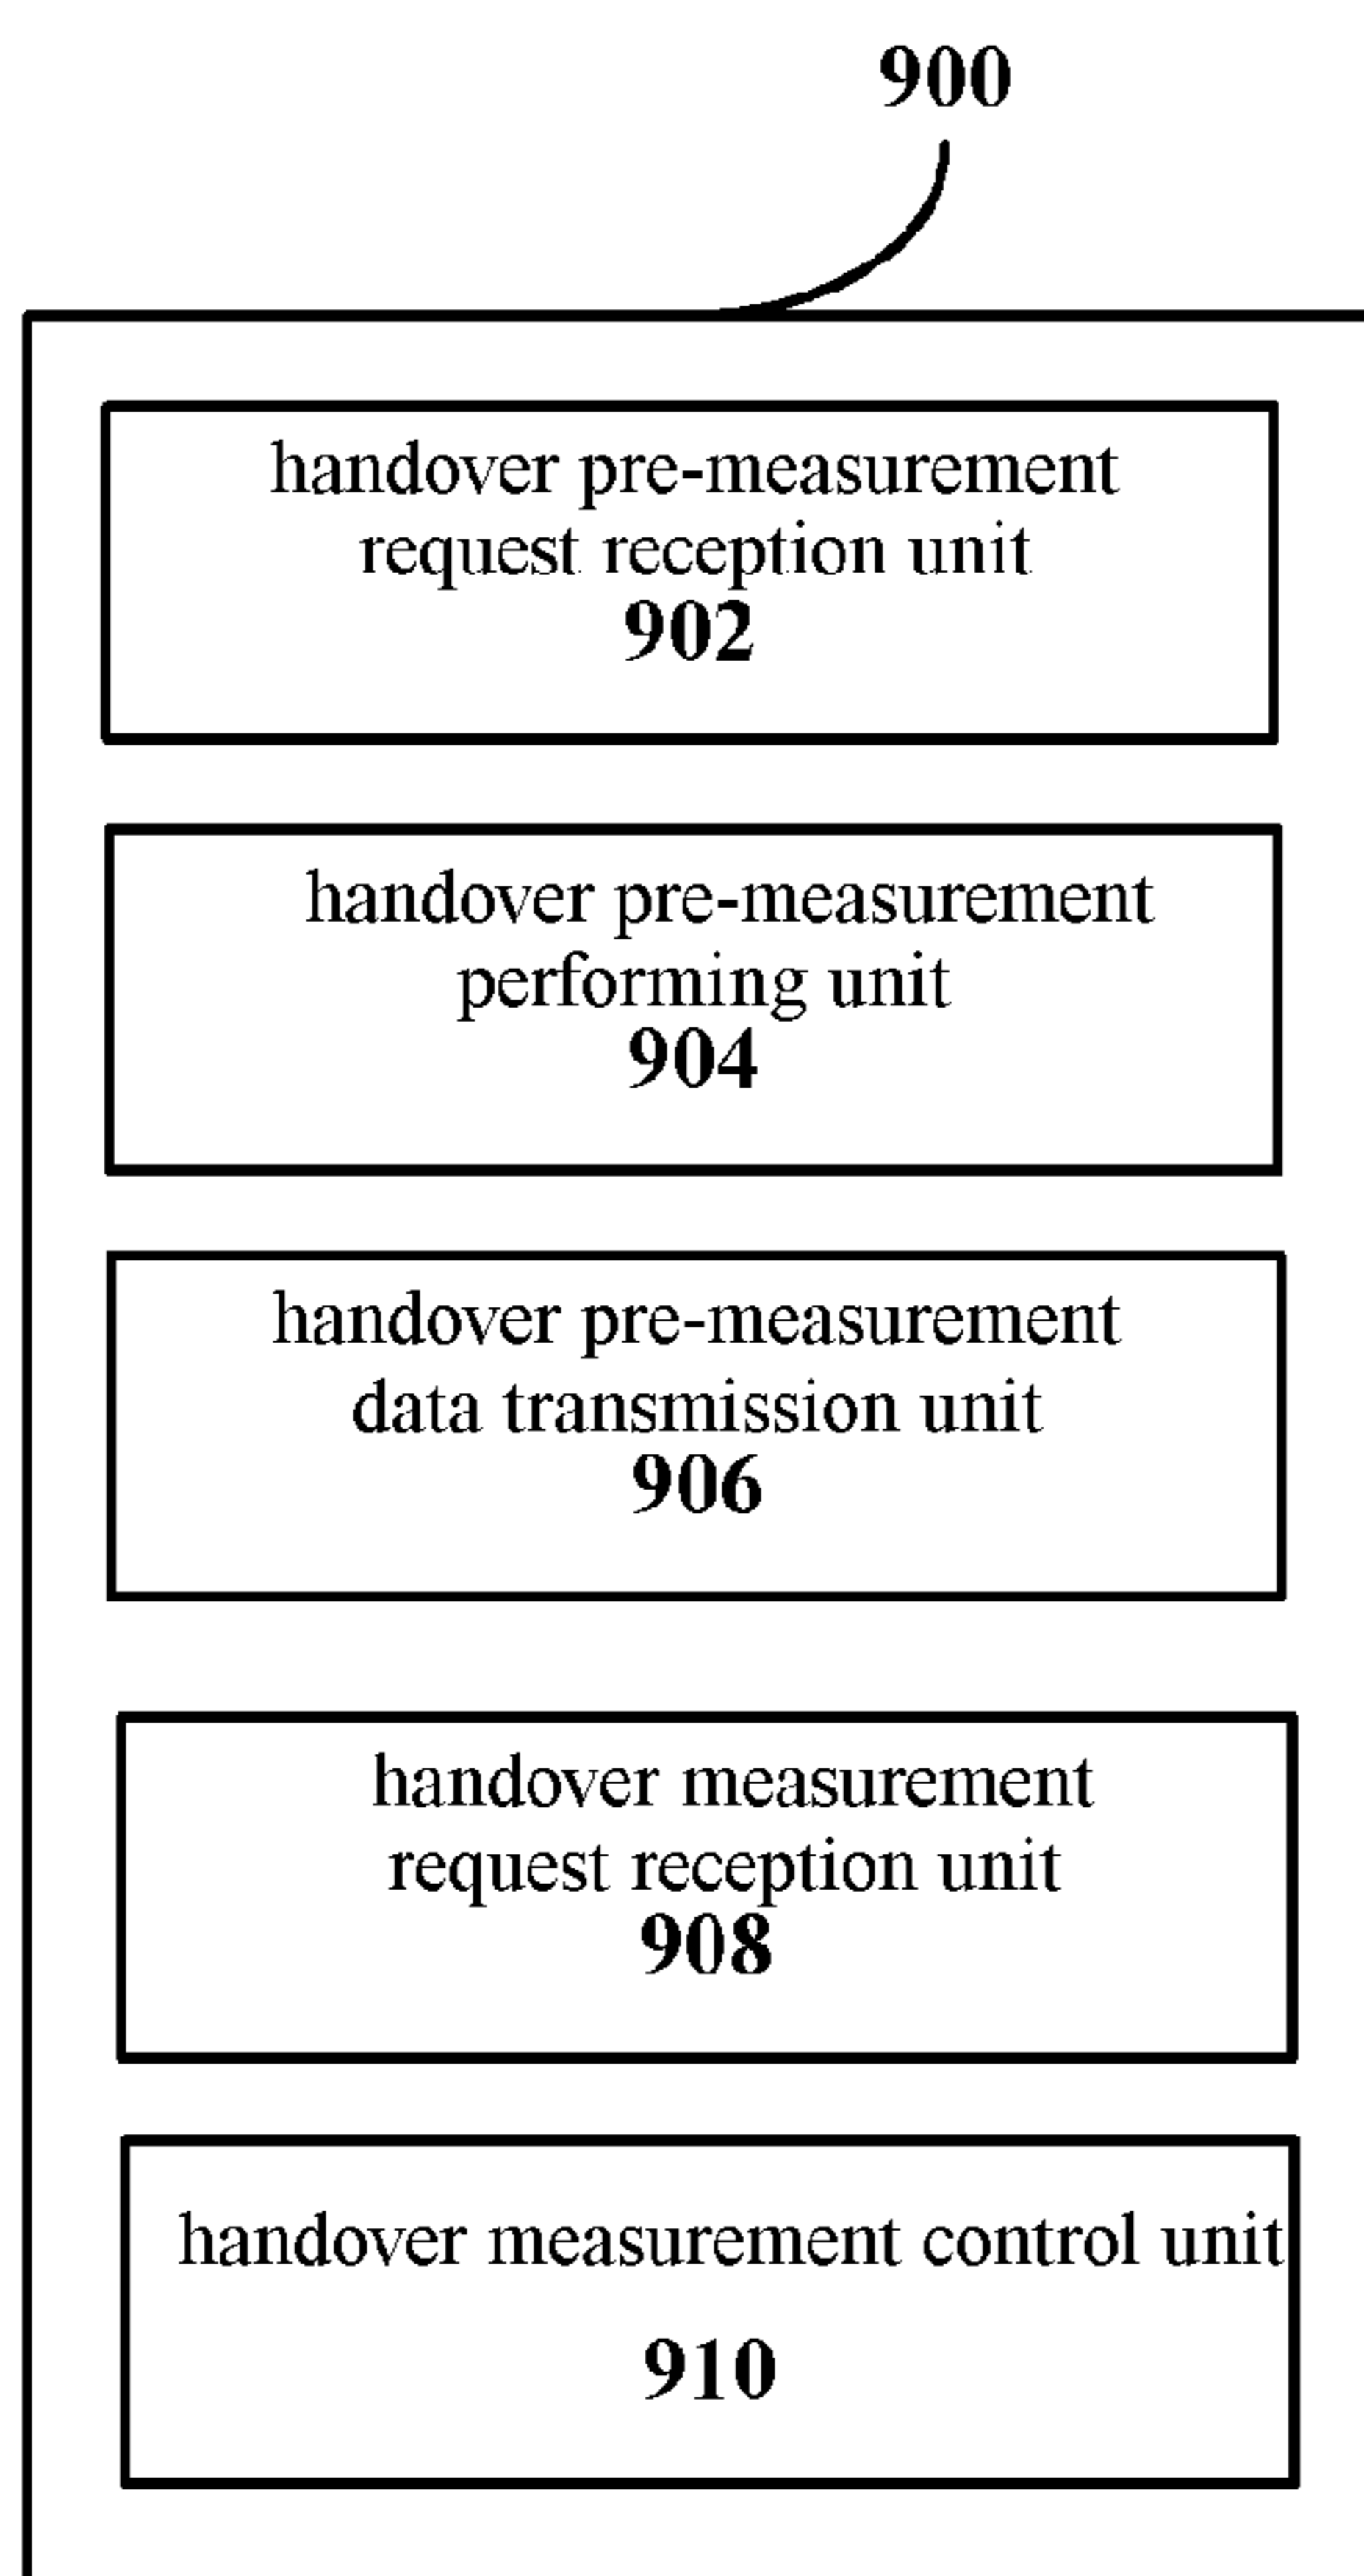 900
handover pre-measurement
request reception unit
902
handover pre-measurement
performing unit
904
handover pre-measurement
data transmission unit
906
handover measurement
request reception unit
908
handover measurement control unit
910